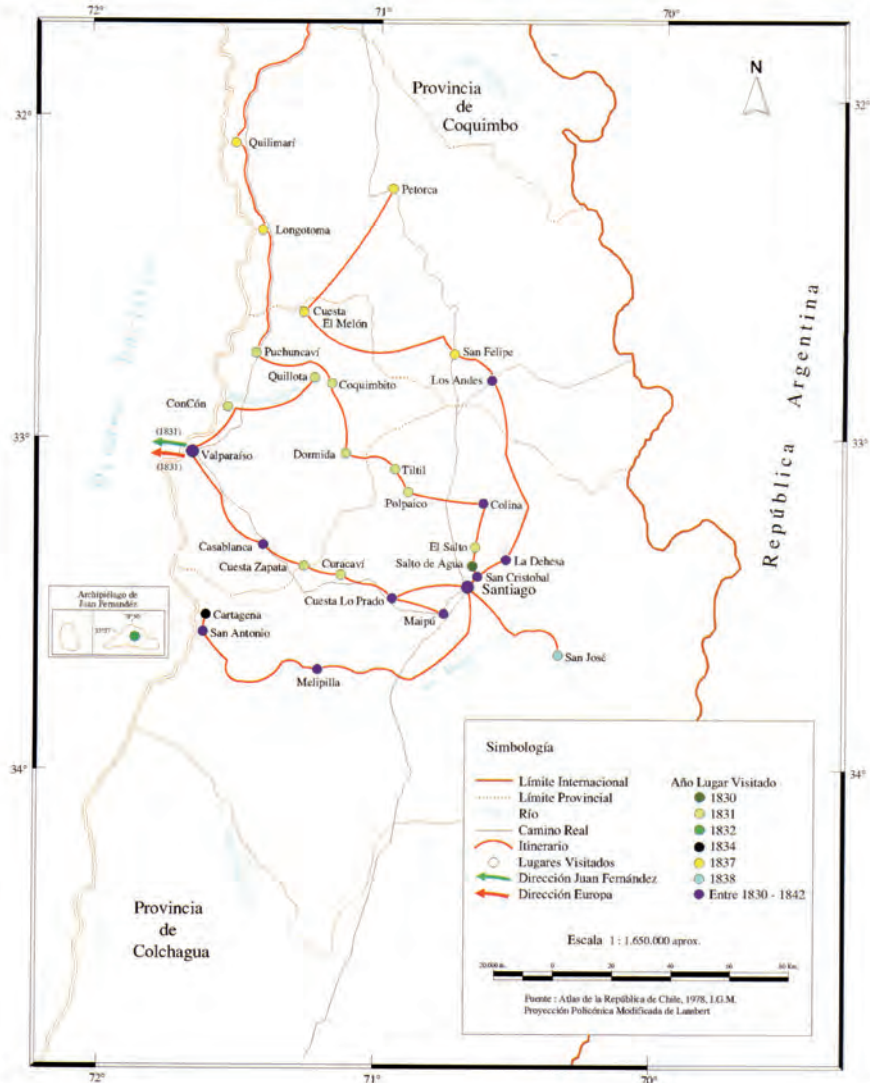 72°
71°
70°
N
Provincia
de
Coquimbo
32°
32°
Quilimarí
Petorca
Longotoma
Cuesta
El Melón
República Argentina
Puchuncaví
San Felipe
Quillota
Coquimbito
Los Andes
ConCón
33°
33°
(1831)
(1831)
Valparaíso
Dormida
Tiltil
Polpaico
Colina
Casablanca
El Salto
La Dehesa
Cuesta Zapata
Curacaví
Salto de Agua
San Cristobal
Santiago
Cuesta Lo Prado
Maipú
Archipiélago de
Juan Fernández
Cartagena
San Antonio
San José
Melipilla
34°
34°
Simbología
Límite Internacional
Límite Provincial
Río
Camino Real
Itinerario
Lugares Visitados
Dirección Juan Fernández
Dirección Europa
Año Lugar Visitado
1830
1831
1832
1834
1837
1838
Entre 1830 - 1842
Escala 1 : 1.650.000 aprox.
0
20
40
60
80 Km.
Fuente : Atlas de la República de Chile, 1978, I.G.M.
Proyección Policónica Modificada de Lambert
Provincia
de
Colchagua
72°
71°
70°